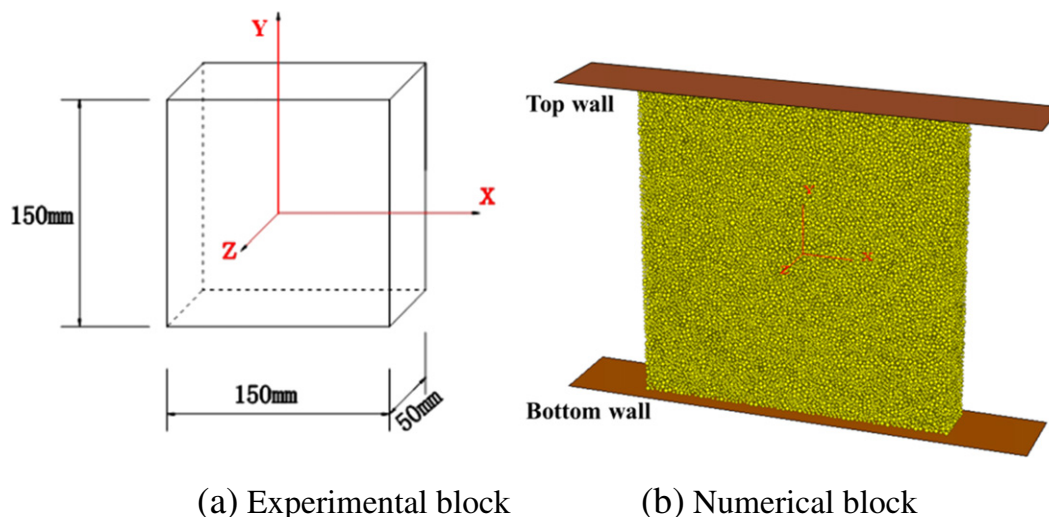 Y
X
Z
150mm
150mm
50mm
Top wall
Y
X
Bottom wall
(a) Experimental block
(b) Numerical block